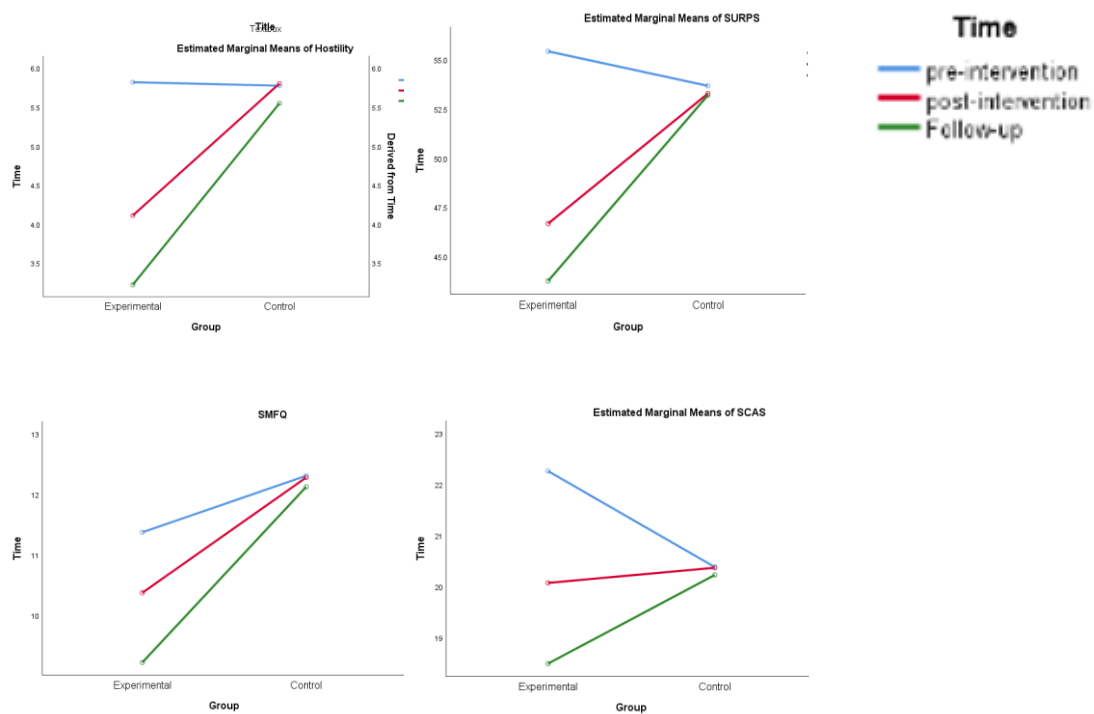 Title
Estimated Marginal Means of Hostility
6.0
5.5
5.0
4.5
4.0
3.5
Time
6.0
5.5
5.0
4.5
4.0
3.5
Derived from Time
Experimental
Control
Group
Estimated Marginal Means of SURPS
55.0
52.5
50.0
47.5
45.0
Time
Experimental
Control
Group
Time
pre-intervention
post-intervention
Follow-up
SMFQ
13
12
11
10
Time
Experimental
Control
Group
Estimated Marginal Means of SCAS
23
22
21
20
19
Time
Experimental
Control
Group